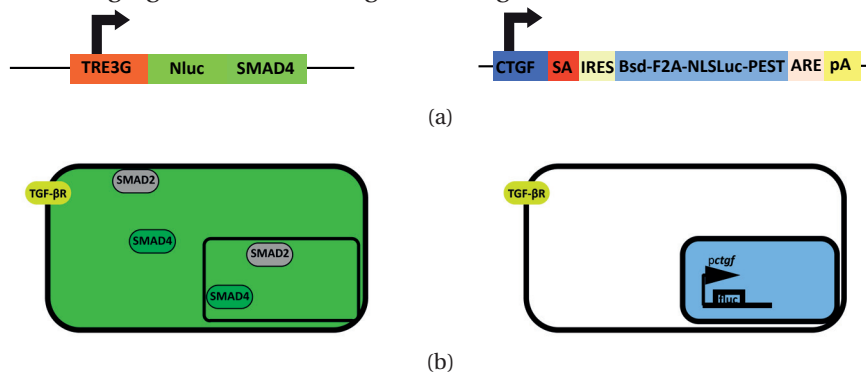 TRE3G Nluc SMAD4
CTGF SA IRES Bsd-F2A-NLSLuc-PEST ARE pA
(a)
TGF-βR SMAD2 SMAD4 SMAD2 SMAD4
TGF-βR pctgf fluc
(b)